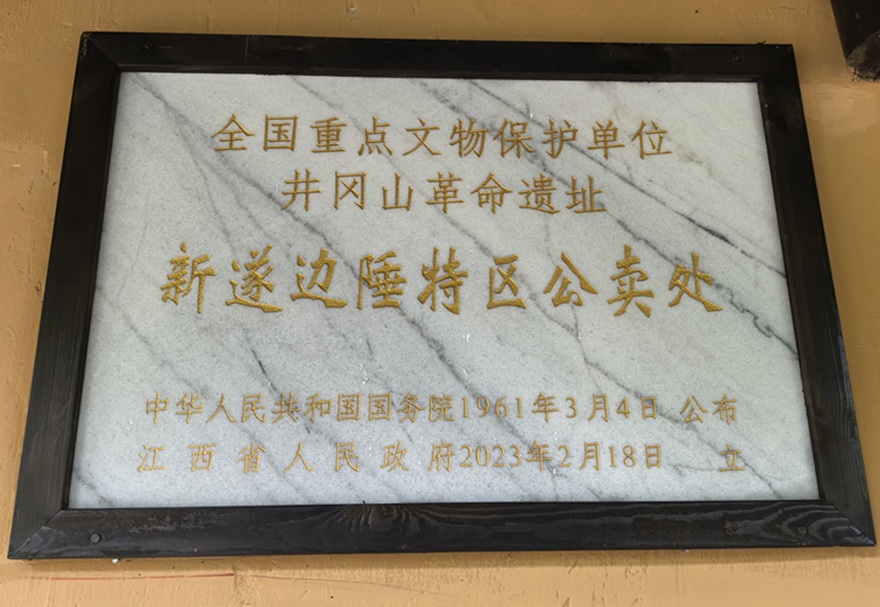 全国重点文物保护单位
井冈山革命遗址
新遂边陲特区公卖处
中华人民共和国国务院1961年3月4日 公布
江西省人民政府2023年2月18日 立